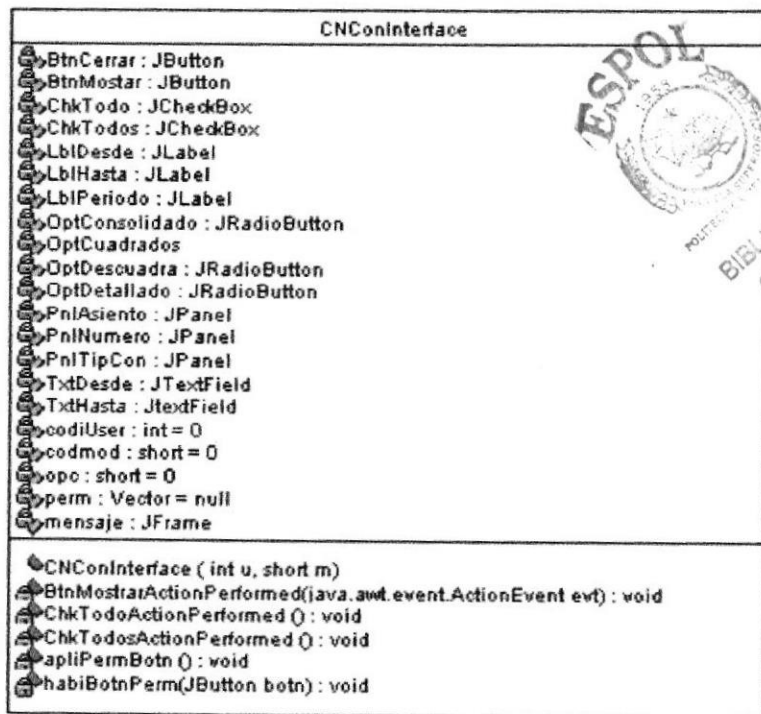 CNConInterface
BtnCerrar : JButton
BtnMostar : JButton
ChkTodo : JCheckBox
ChkTodos : JCheckBox
LblDesde : JLabel
LblHasta : JLabel
LblPeriodo : JLabel
OptConsolidado : JRadioButton
OptCuadrados
OptDescuadra : JRadioButton
OptDetallado : JRadioButton
PnlAsiento : JPanel
PnlNumero : JPanel
PnlTipCon : JPanel
TxtDesde : JTextField
TxtHasta : JtextField
codiUser : int = 0
codmod : short = 0
opc : short = 0
perm : Vector = null
mensaje : JFrame
CNConInterface ( int u, short m)
BtnMostrarActionPerformed(java.awt.event.ActionEvent evt) : void
ChkTodoActionPerformed () : void
ChkTodosActionPerformed () : void
apliPermBotn () : void
habiBotnPerm(JButton botn) : void
ESPOL
1958